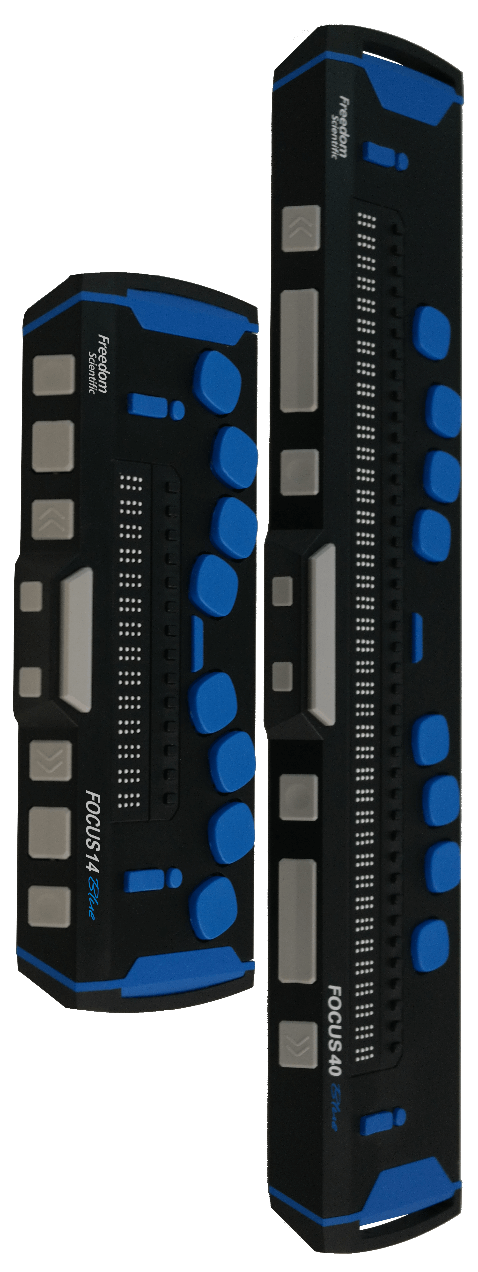 Freedom
Scientific
FOCUS 14 Blue
Freedom
Scientific
FOCUS 40 Blue